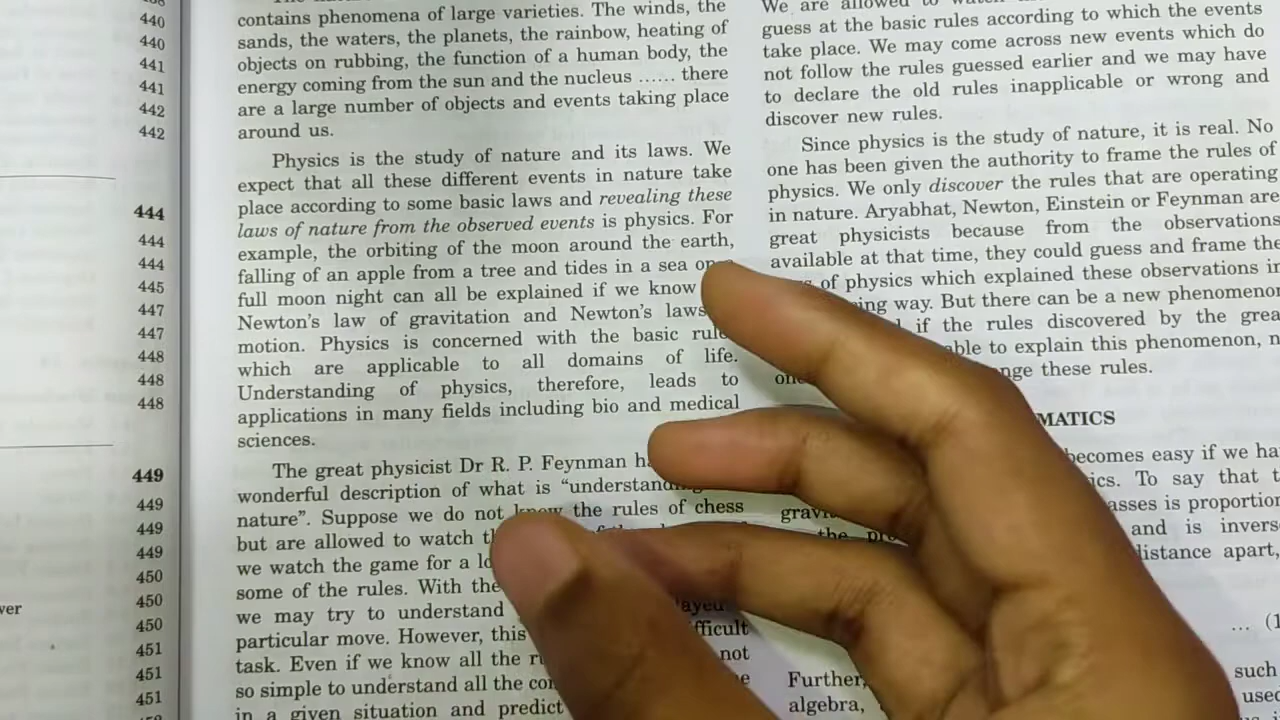 440
440
441
441
442
442
444
444
444
445
447
447
448
448
448
449
449
449
449
450
450
450
451
451
451
contains phenomena of large varieties. The winds, the
sands, the waters, the planets, the rainbow, heating of
objects on rubbing, the function of a human body, the
energy coming from the sun and the nucleus ...... there
are a large number of objects and events taking place
around us.
Physics is the study of nature and its laws. We
expect that all these different events in nature take
place according to some basic laws and revealing these
laws of nature from the observed events is physics. For
example, the orbiting of the moon around the earth,
falling of an apple from a tree and tides in a sea
full moon night can all be explained if we know
Newton's law of gravitation and Newton's laws
motion. Physics is concerned with the basic
which are applicable to all domains of life.
Understanding of physics, therefore, leads to
applications in many fields including bio and medical
sciences.
The great physicist Dr R. P. Feynman
wonderful description of what is
nature". Suppose we do not know the rules of chess
but are allowed to watch
we watch the game for a
some of the rules. With
we may try to understand
particular move. However, this
task. Even if we know all the not
so simple to understand all the
in a given situation and predict
We are allowed to
guess at the basic rules according to which the events
take place. We may come across new events which do
not follow the rules guessed earlier and we may have
to declare the old rules inapplicable or wrong and
discover new rules.
Since physics is the study of nature, it is real. No
one has been given the authority to frame the rules of
physics. We only discover the rules that are operating
in nature. Aryabhat, Newton, Einstein or Feynman are
great physicists because from the observations
available at that time, they could guess and frame the
of physics which explained these observations in
way. But there can be a new phenomenon
if the rules discovered by the
to explain this phenomenon,
these rules.
becomes easy if we
To say that
is
and is
distance apart,
... (1
Further, such
algebra, used